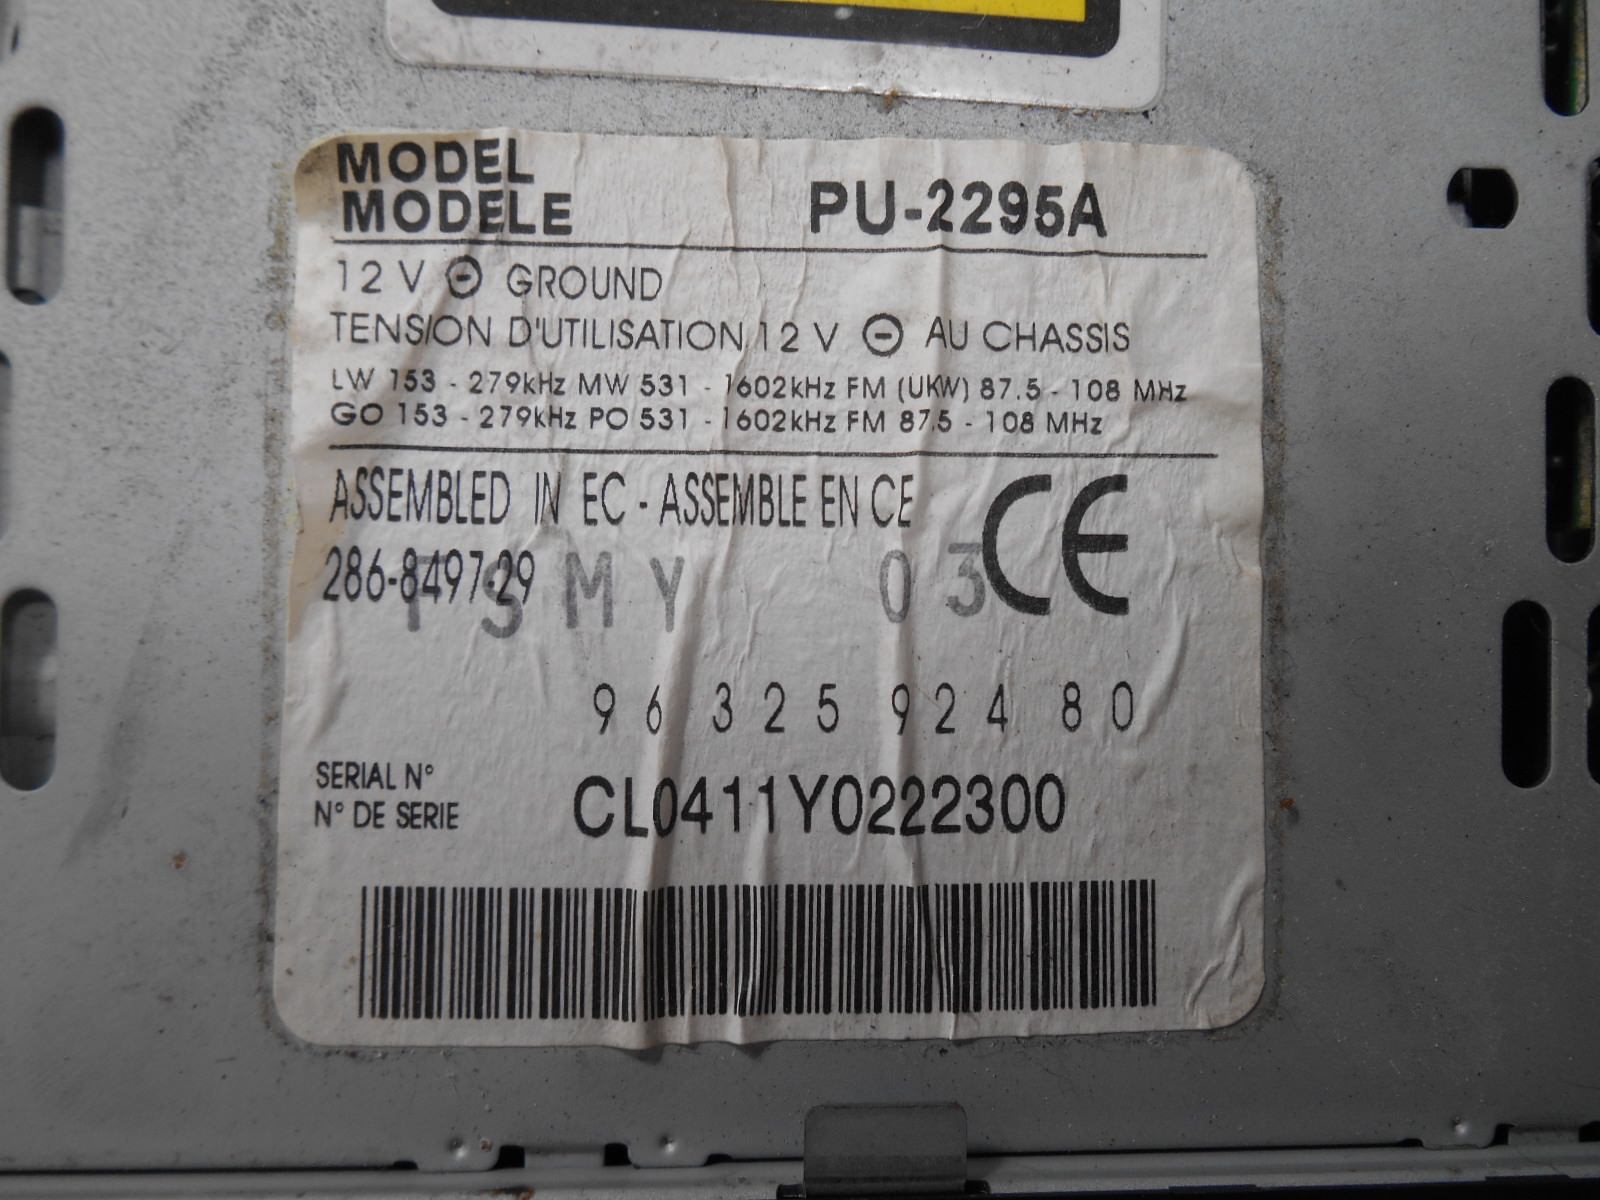 MODEL
MODELE PU-2295A
12 V ⊖ GROUND
TENSION D'UTILISATION 12 V ⊖ AU CHASSIS
LW 153 - 279kHz MW 531 - 1602kHz FM (UKW) 87.5 - 108 MHz
GO 153 - 279kHz PO 531 - 1602kHz FM 87.5 - 108 MHz
ASSEMBLED IN EC - ASSEMBLE EN CE
CE
286-8497-29
TSMY 03
96 325 924 80
SERIAL N°
N° DE SERIE CL0411Y0222300